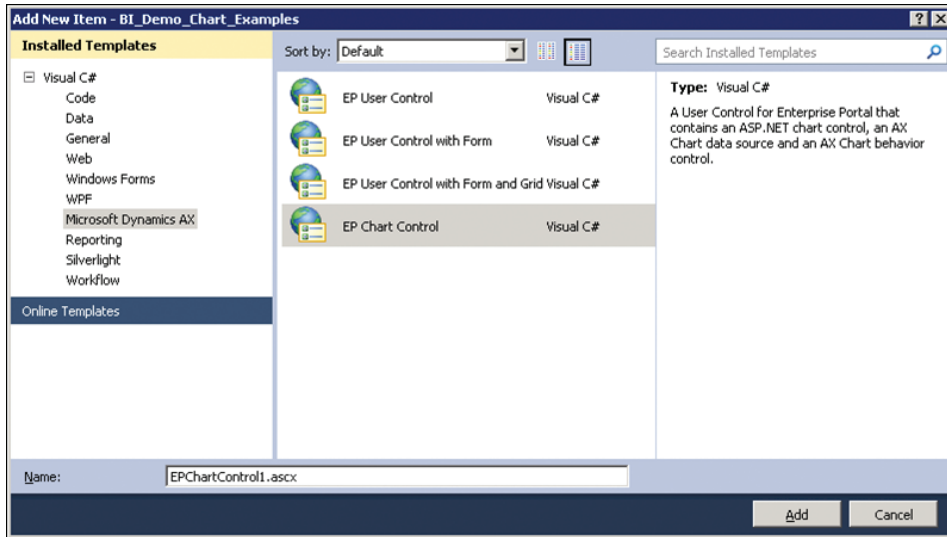 Add New Item - BI_Demo_Chart_Examples
Installed Templates
Visual C#
Code
Data
General
Web
Windows Forms
WPF
Microsoft Dynamics AX
Reporting
Silverlight
Workflow
Online Templates
Sort by: Default
EP User Control Visual C#
EP User Control with Form Visual C#
EP User Control with Form and Grid Visual C#
EP Chart Control Visual C#
Search Installed Templates
Type: Visual C#
A User Control for Enterprise Portal that
contains an ASP.NET chart control, an AX
Chart data source and an AX Chart behavior
control.
Name: EPChartControl1.ascx
Add
Cancel